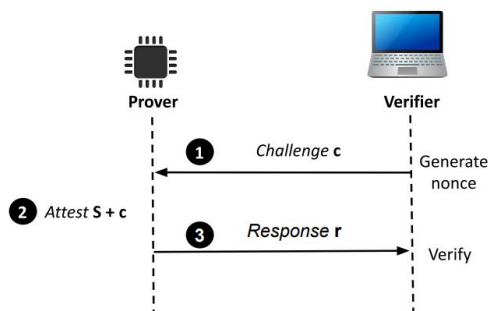 Prover
Verifier
1
Challenge c
Generate
nonce
2
Attest S + c
3
Response r
Verify